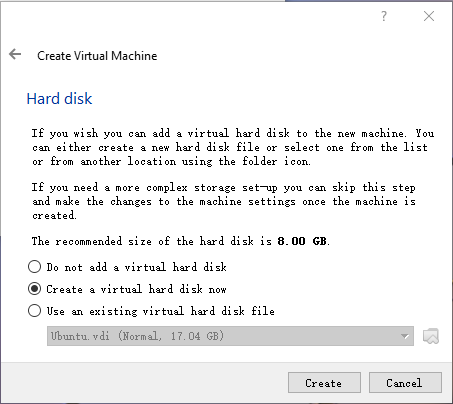 ?
Create Virtual Machine
Hard disk
If you wish you can add a virtual hard disk to the new machine. You
can either create a new hard disk file or select one from the list
or from another location using the folder icon.
If you need a more complex storage set-up you can skip this step
and make the changes to the machine settings once the machine is
created.
The recommended size of the hard disk is 8.00 GB.
Do not add a virtual hard disk
Create a virtual hard disk now
Use an existing virtual hard disk file
Ubuntu.vdi (Normal, 17.04 GB)
Create Cancel